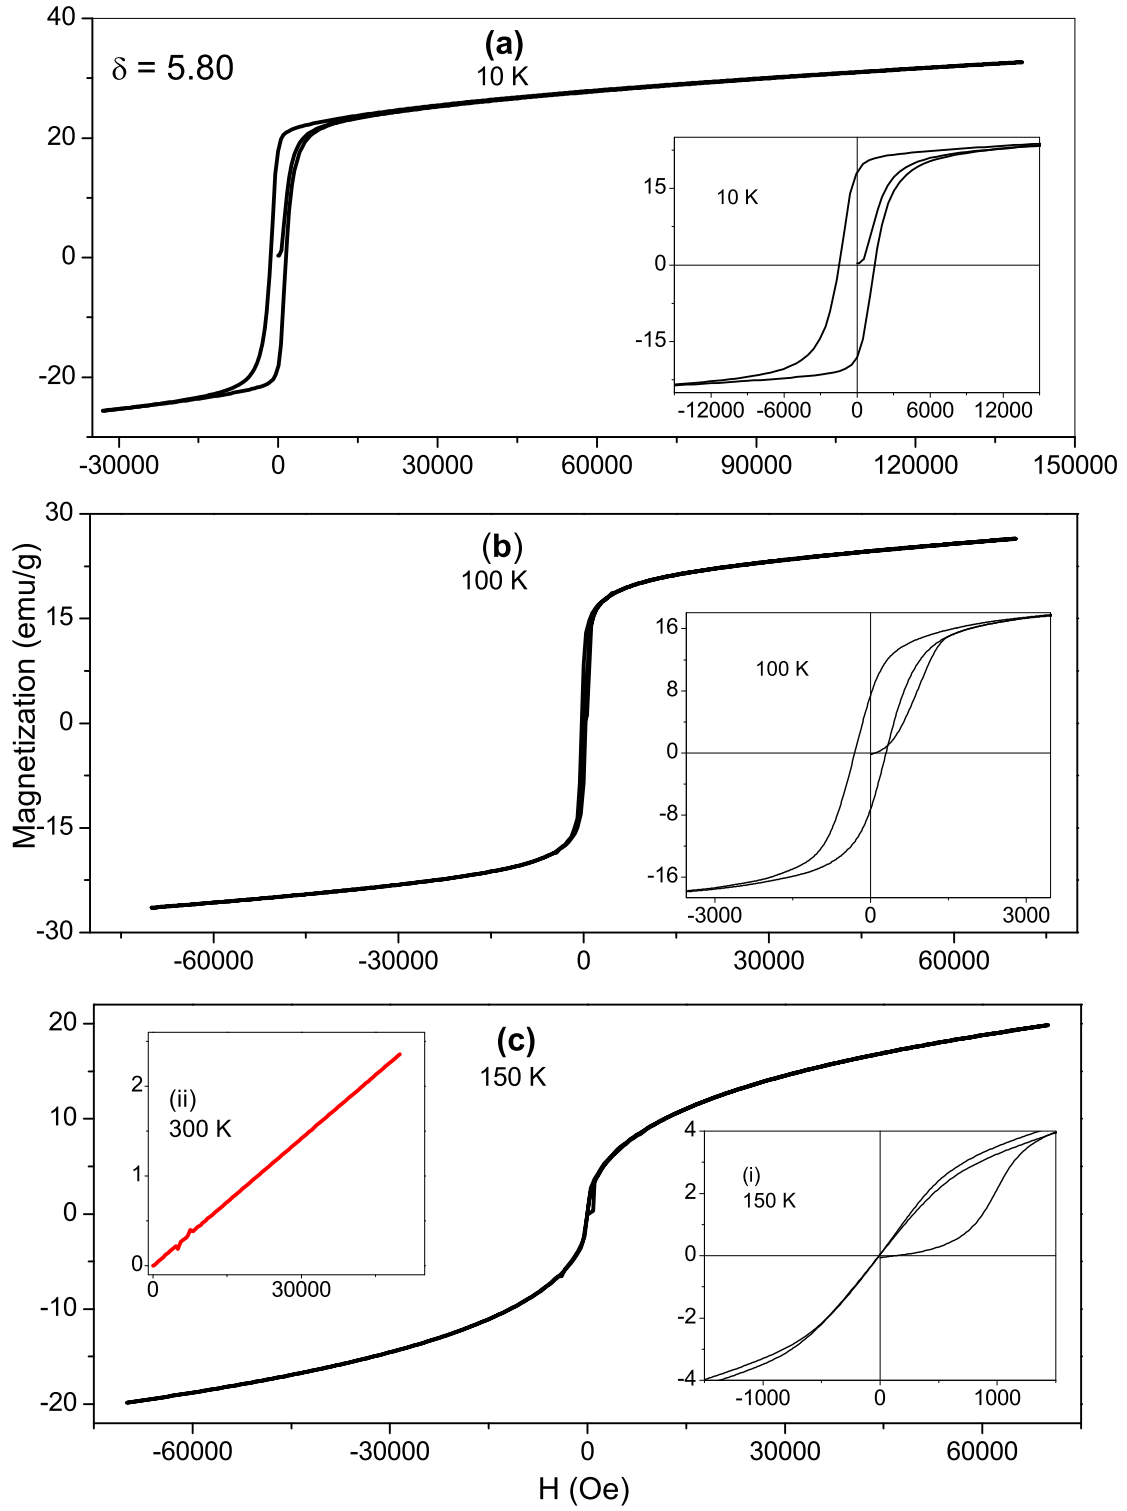 40
(a)
δ = 5.80
10 K
20
0
-20
15
10 K
0
-15
-12000 -6000 0 6000 12000
-30000 0 30000 60000 90000 120000 150000
Magnetization (emu/g)
30
(b)
100 K
15
0
-15
-30
16
100 K
8
0
-8
-16
-3000 0 3000
-60000 -30000 0 30000 60000
20
(c)
150 K
10
0
-10
-20
2
(ii)
300 K
1
0
0 30000
4
(i)
150 K
2
0
-2
-4
-1000 0 1000
-60000 -30000 0 30000 60000
H (Oe)